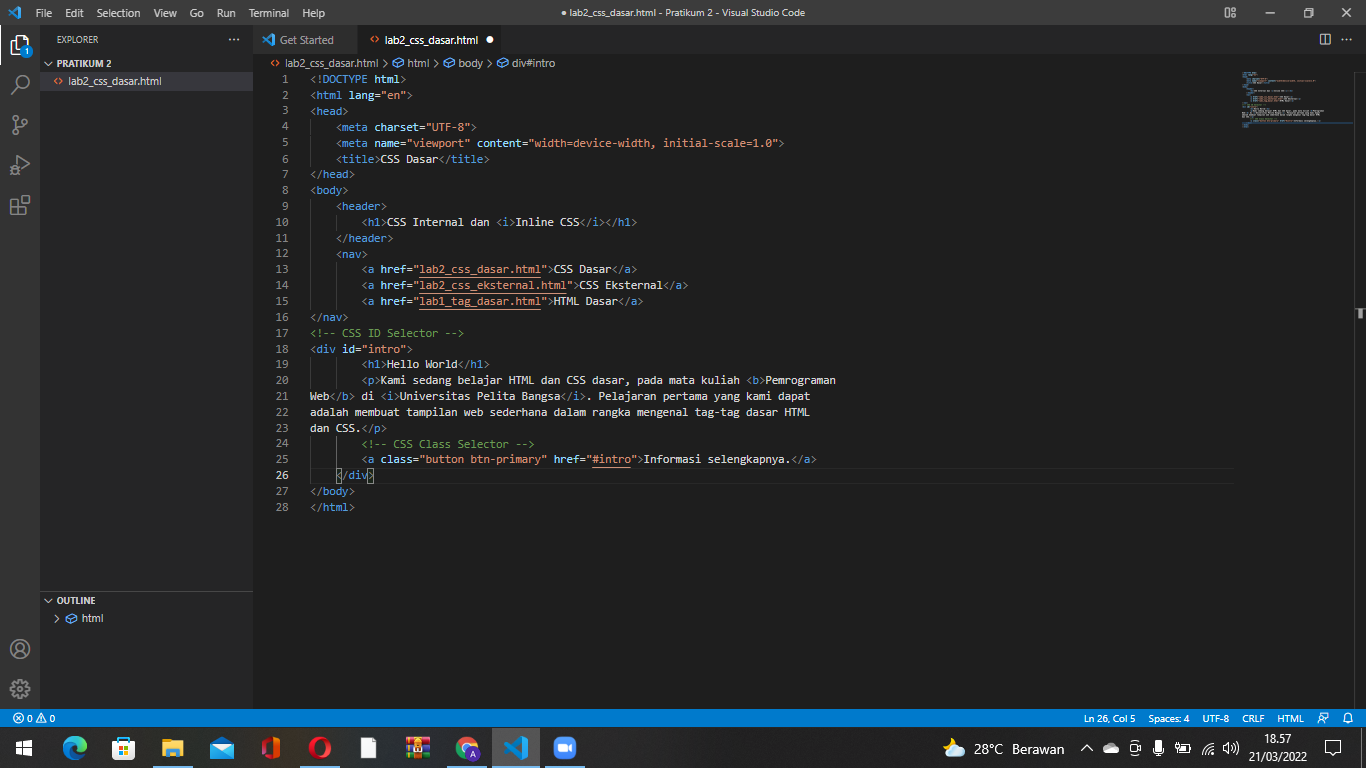 File Edit Selection View Go Run Terminal Help
● lab2_css_dasar.html - Pratikum 2 - Visual Studio Code
EXPLORER
Get Started
<> lab2_css_dasar.html ●
PRATIKUM 2
<> lab2_css_dasar.html
<> lab2_css_dasar.html > html > body > div#intro
1 <!DOCTYPE html>
2 <html lang="en">
3 <head>
4 <meta charset="UTF-8">
5 <meta name="viewport" content="width=device-width, initial-scale=1.0">
6 <title>CSS Dasar</title>
7 </head>
8 <body>
9 <header>
10 <h1>CSS Internal dan <i>Inline CSS</i></h1>
11 </header>
12 <nav>
13 <a href="lab2_css_dasar.html">CSS Dasar</a>
14 <a href="lab2_css_eksternal.html">CSS Eksternal</a>
15 <a href="lab1_tag_dasar.html">HTML Dasar</a>
16 </nav>
17 <!-- CSS ID Selector -->
18 <div id="intro">
19 <h1>Hello World</h1>
20 <p>Kami sedang belajar HTML dan CSS dasar, pada mata kuliah <b>Pemrograman
21 Web</b> di <i>Universitas Pelita Bangsa</i>. Pelajaran pertama yang kami dapat
22 adalah membuat tampilan web sederhana dalam rangka mengenal tag-tag dasar HTML
23 dan CSS.</p>
24 <!-- CSS Class Selector -->
25 <a class="button btn-primary" href="#intro">Informasi selengkapnya.</a>
26 </div>
27 </body>
28 </html>
1
OUTLINE
html
0 0
Ln 26, Col 5 Spaces: 4 UTF-8 CRLF HTML
A
28°C Berawan
18.57
21/03/2022